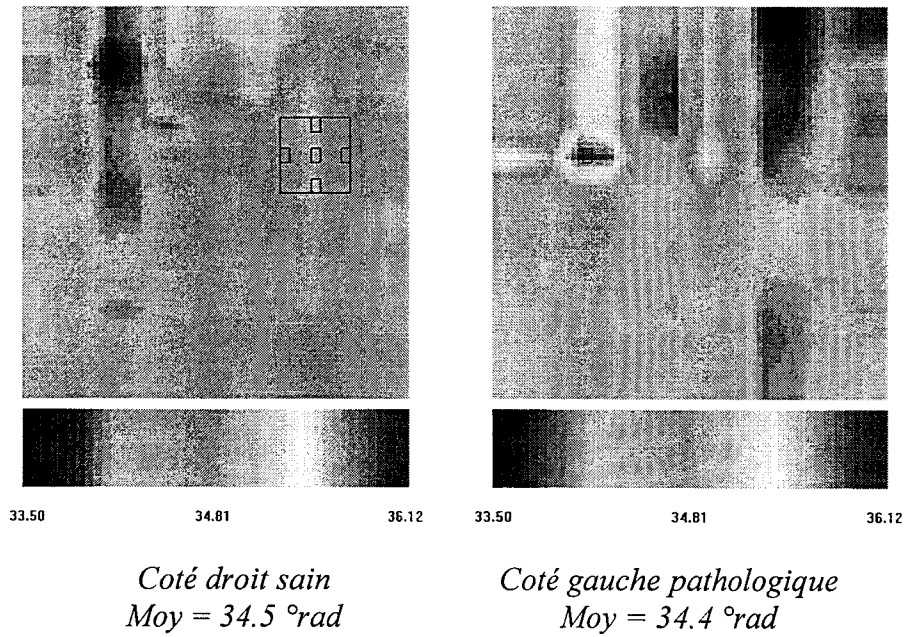 33.50 34.81 36.12 33.50 34.81 36.12
Coté droit sain
Moy = 34.5 °rad
Coté gauche pathologique
Moy = 34.4 °rad